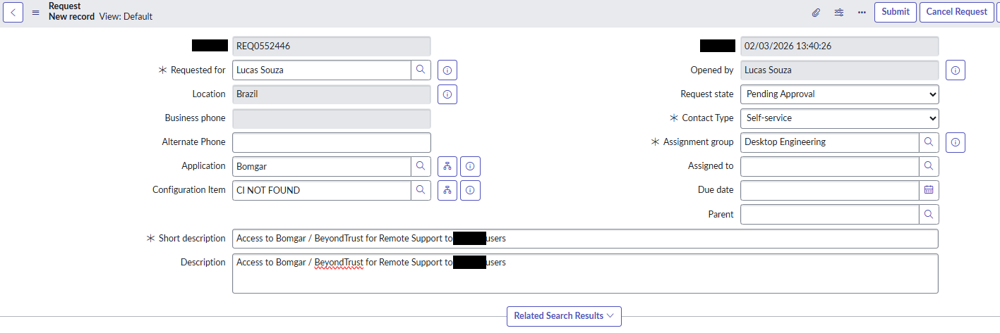 Request
New record View: Default
Submit
Cancel Request
REQ0552446
02/03/2026 13:40:26
Requested for
Lucas Souza
Opened by
Lucas Souza
Location
Brazil
Request state
Pending Approval
Business phone
Contact Type
Self-service
Alternate Phone
Assignment group
Desktop Engineering
Application
Bomgar
Assigned to
Configuration Item
CI NOT FOUND
Due date
Parent
Short description
Access to Bomgar / BeyondTrust for Remote Support to users
Description
Access to Bomgar / BeyondTrust for Remote Support to users
Related Search Results